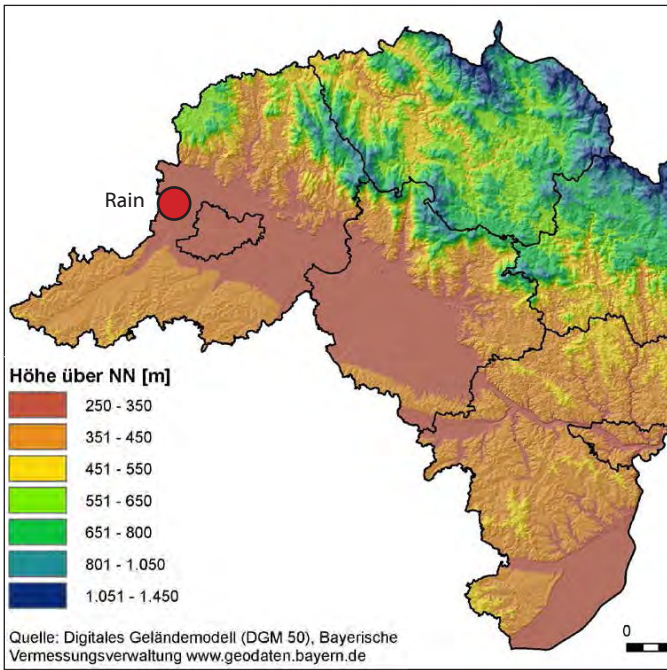 Rain
Höhe über NN [m]
250 - 350
351 - 450
451 - 550
551 - 650
651 - 800
801 - 1.050
1.051 - 1.450
0
Quelle: Digitales Geländemodell (DGM 50), Bayerische
Vermessungsverwaltung www.geodaten.bayern.de